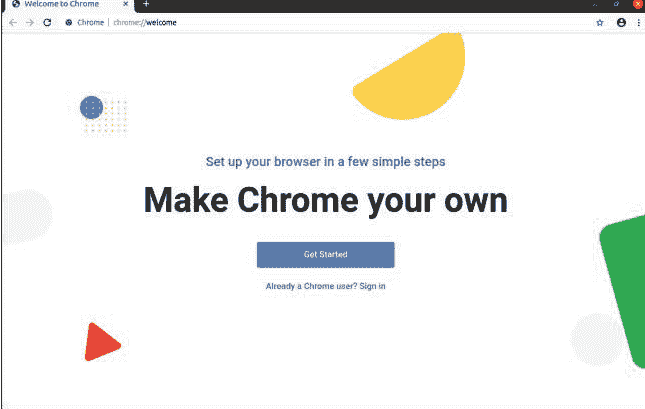 Welcome to Chrome
Chrome | chrome://welcome
Set up your browser in a few simple steps
Make Chrome your own
Get Started
Already a Chrome user? Sign in